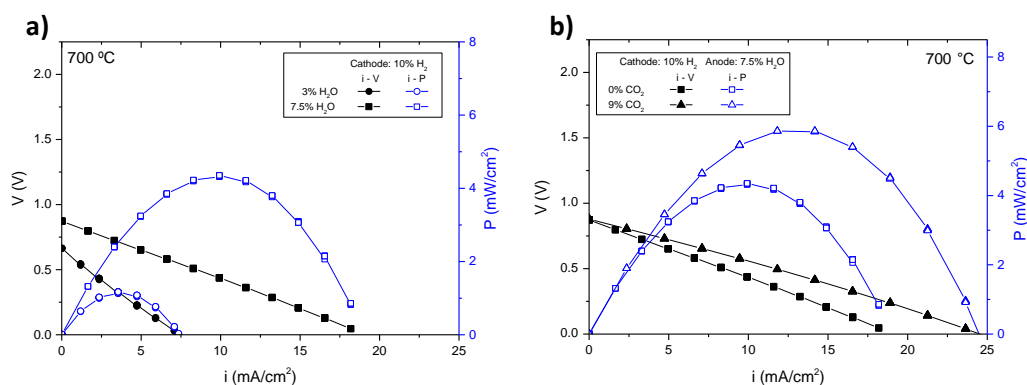 a)
700 ºC
Cathode: 10% H2
i - V i - P
3% H2O
7.5% H2O
V (V)
2.0
1.5
1.0
0.5
0.0
0 5 10 15 20 25
i (mA/cm2)
8
6
4
2
0
P (mW/cm2)
b)
700 °C
Cathode: 10% H2 Anode: 7.5% H2O
i - V i - P
0% CO2
9% CO2
V (V)
2.0
1.5
1.0
0.5
0.0
0 5 10 15 20 25
i (mA/cm2)
8
6
4
2
0
P (mW/cm2)